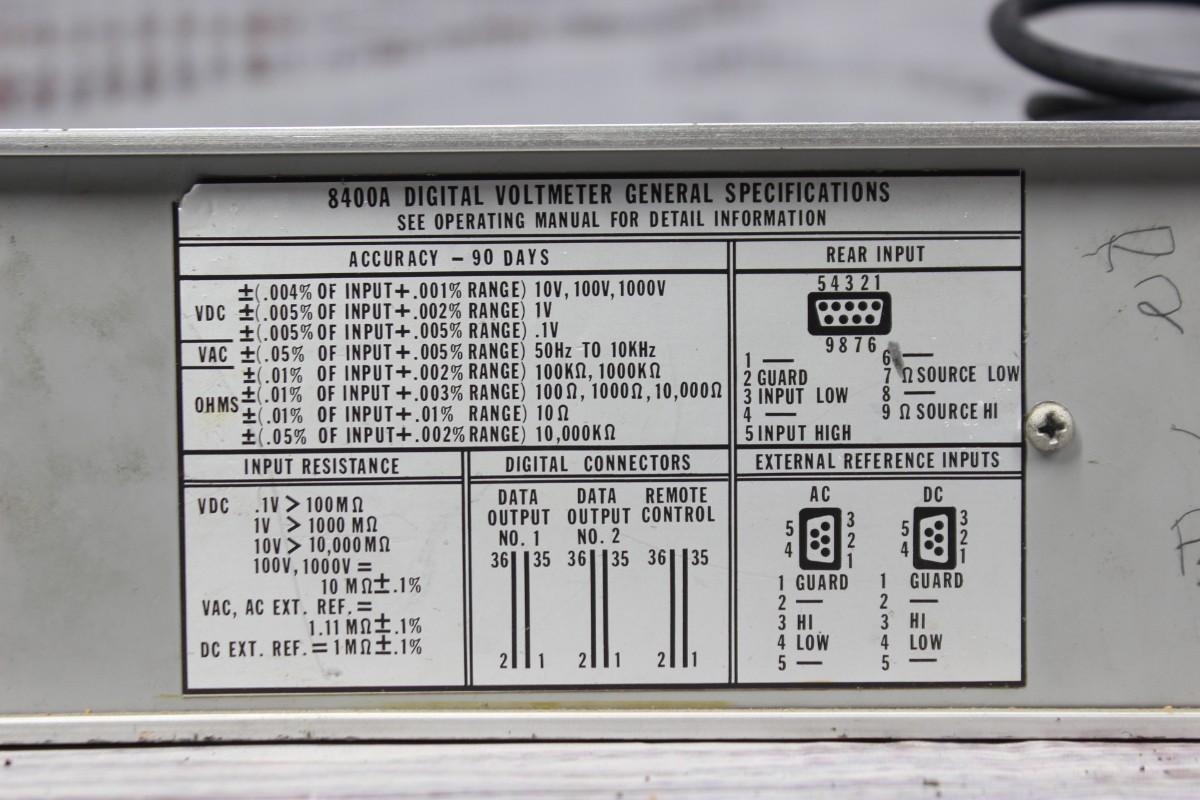 8400A DIGITAL VOLTMETER GENERAL SPECIFICATIONS
SEE OPERATING MANUAL FOR DETAIL INFORMATION
ACCURACY – 90 DAYS
VDC ±(.004% OF INPUT+.001% RANGE) 10V, 100V, 1000V
±(.005% OF INPUT+.002% RANGE) 1V
±(.005% OF INPUT+.005% RANGE) .1V
VAC ±(.05% OF INPUT+.005% RANGE) 50Hz TO 10KHz
OHMS ±(.01% OF INPUT+.002% RANGE) 100KΩ, 1000KΩ
±(.01% OF INPUT+.003% RANGE) 100Ω, 1000Ω, 10,000Ω
±(.01% OF INPUT+.01% RANGE) 10Ω
±(.05% OF INPUT+.002% RANGE) 10,000KΩ
REAR INPUT
5 4 3 2 1
9 8 7 6
1 — 6 —
2 GUARD 7 Ω SOURCE LOW
3 INPUT LOW 8 —
4 — 9 Ω SOURCE HI
5 INPUT HIGH
INPUT RESISTANCE
VDC .1V > 100MΩ
1V > 1000 MΩ
10V > 10,000MΩ
100V, 1000V =
10 MΩ±.1%
VAC, AC EXT. REF. =
1.11 MΩ±.1%
DC EXT. REF. = 1MΩ±.1%
DIGITAL CONNECTORS
DATA DATA REMOTE
OUTPUT OUTPUT CONTROL
NO. 1 NO. 2
36 35 36 35 36 35
2 1 2 1 2 1
EXTERNAL REFERENCE INPUTS
AC DC
5 3 5 3
4 2 4 2
1 1
1 GUARD 1 GUARD
2 — 2 —
3 HI 3 HI
4 LOW 4 LOW
5 — 5 —